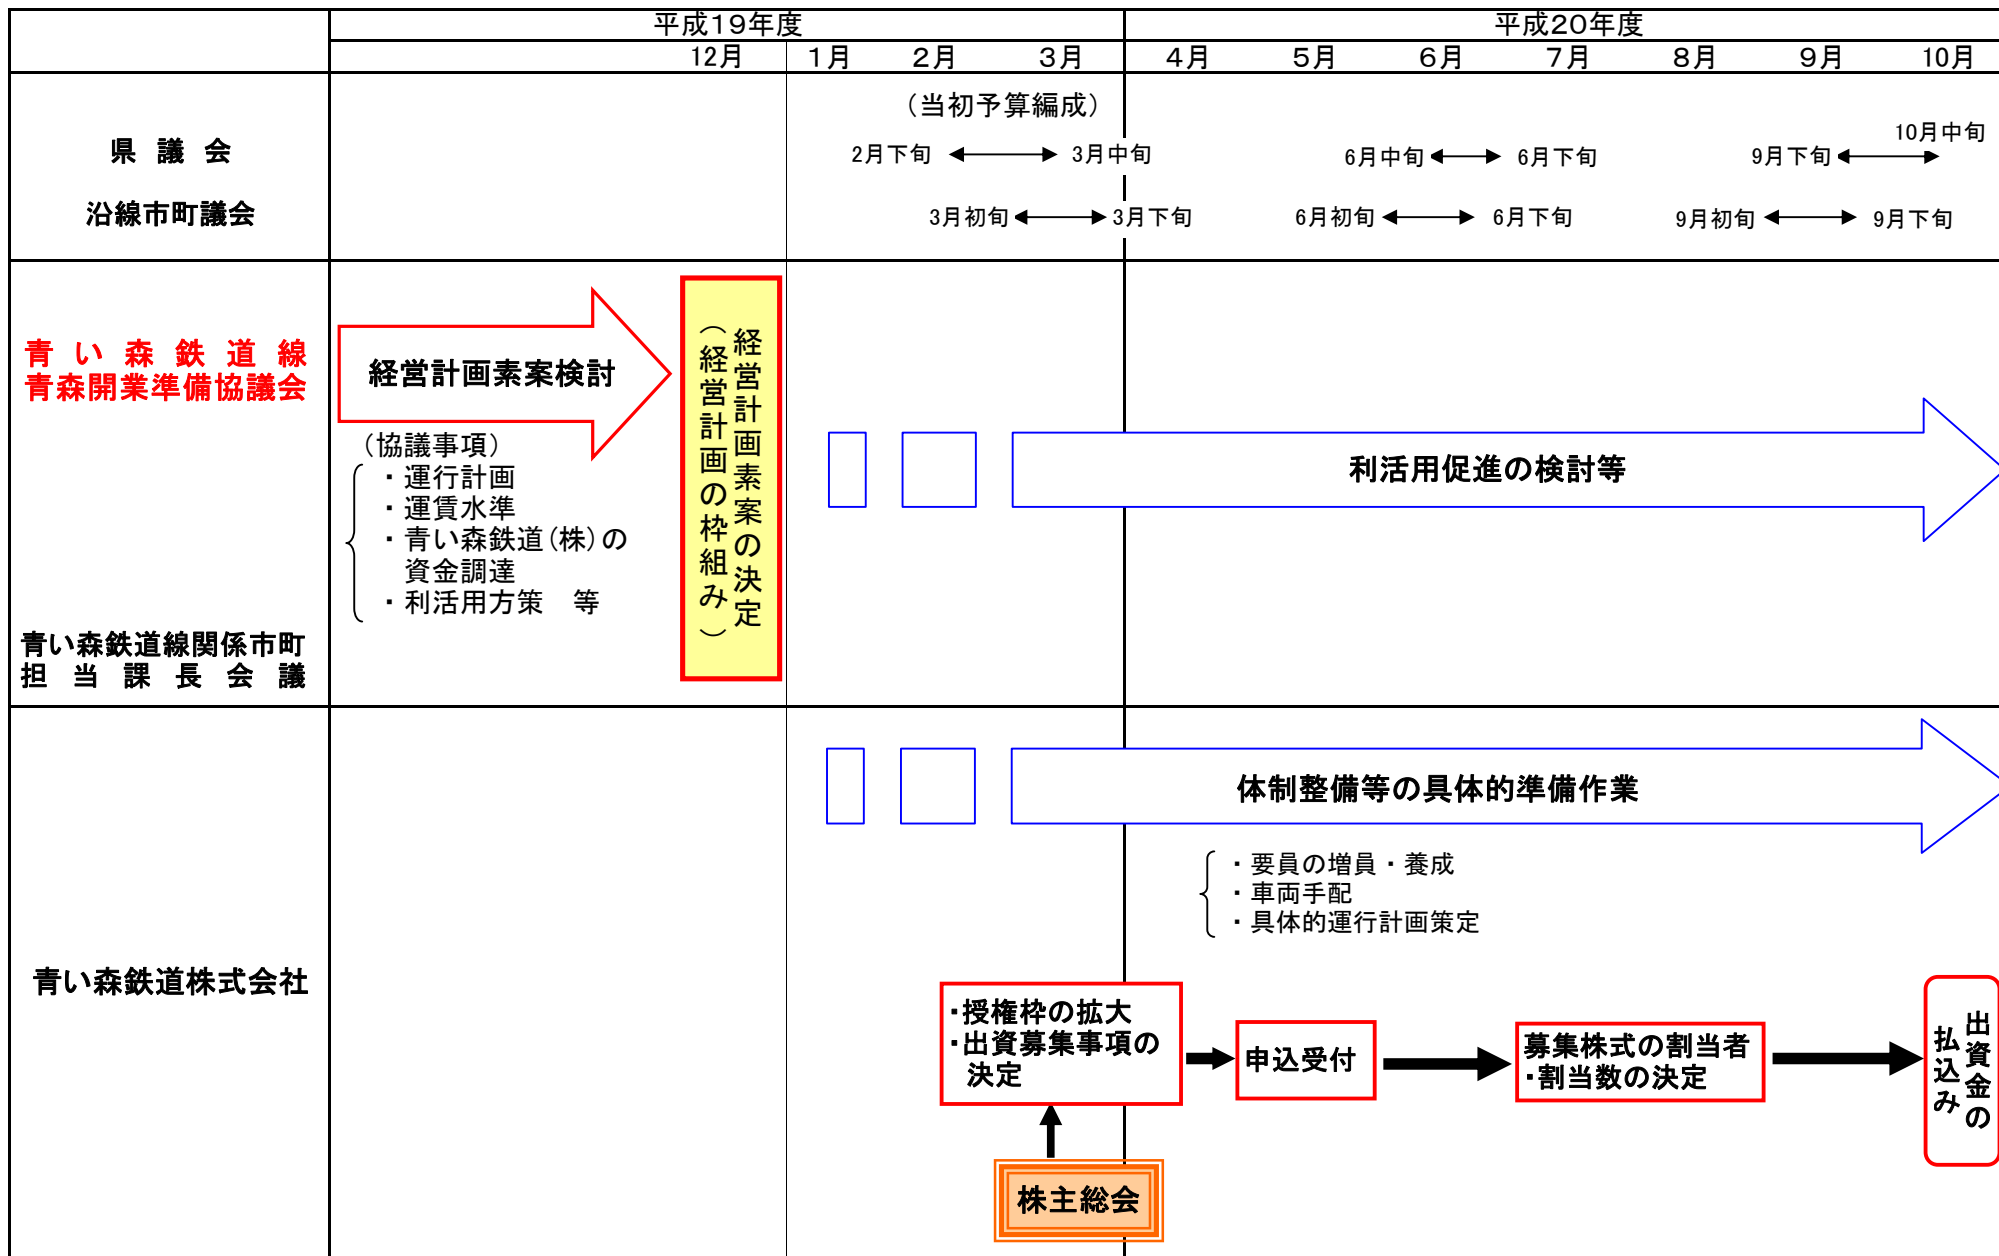 平成19年度
平成20年度
12月 1月 2月 3月 4月 5月 6月 7月 8月 9月 10月
県議会
（当初予算編成）
2月下旬 3月中旬
6月中旬 6月下旬
9月下旬 10月中旬
沿線市町議会
3月初旬 3月下旬
6月初旬 6月下旬
9月初旬 9月下旬
青い森鉄道線
青森開業準備協議会
経営計画素案検討
（協議事項）
・運行計画
・運賃水準
・青い森鉄道(株)の
資金調達
・利活用方策　等
経営計画素案の決定
（経営計画の枠組み）
利活用促進の検討等
青い森鉄道線関係市町
担当課長会議
青い森鉄道株式会社
体制整備等の具体的準備作業
・要員の増員・養成
・車両手配
・具体的運行計画策定
・授権枠の拡大
・出資募集事項の
決定
申込受付
募集株式の割当者
・割当数の決定
出資金の
払込み
株主総会